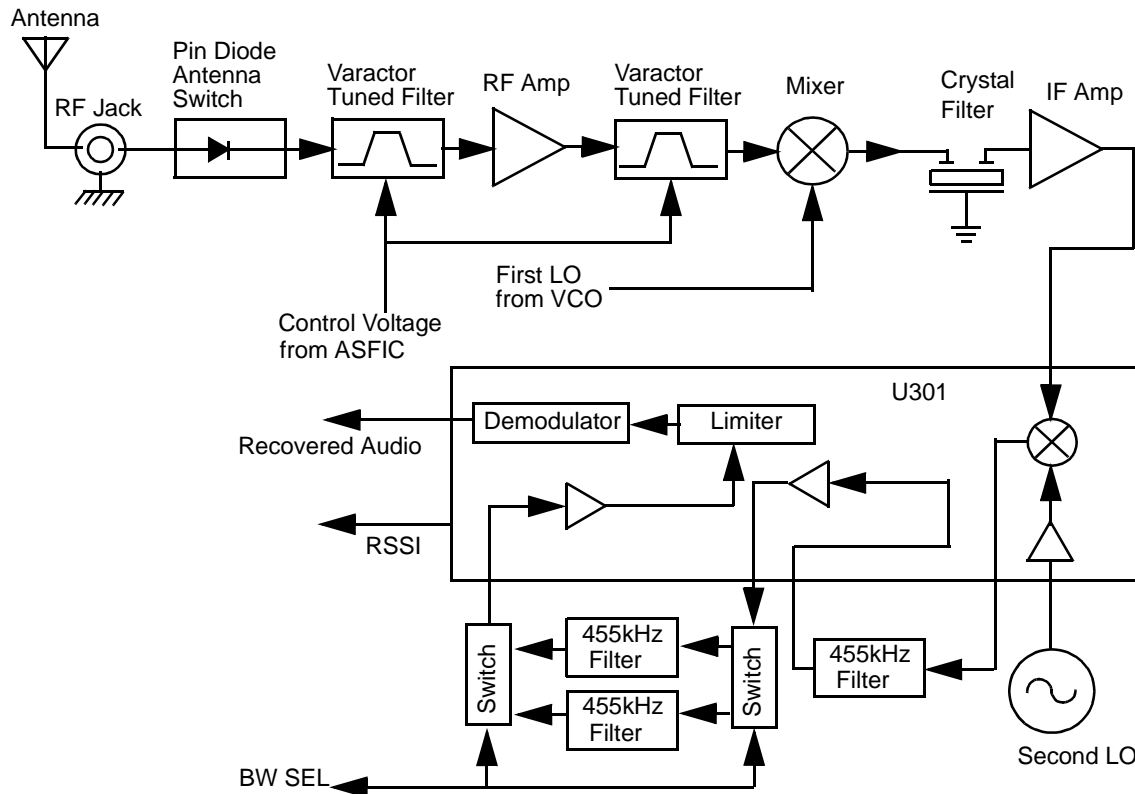 Antenna
RF Jack
Pin Diode
Antenna
Switch
Varactor
Tuned Filter
RF Amp
Varactor
Tuned Filter
Mixer
Crystal
Filter
IF Amp
First LO
from VCO
Control Voltage
from ASFIC
U301
Demodulator
Limiter
Recovered Audio
RSSI
Switch
455kHz
Filter
455kHz
Filter
Switch
455kHz
Filter
Second LO
BW SEL